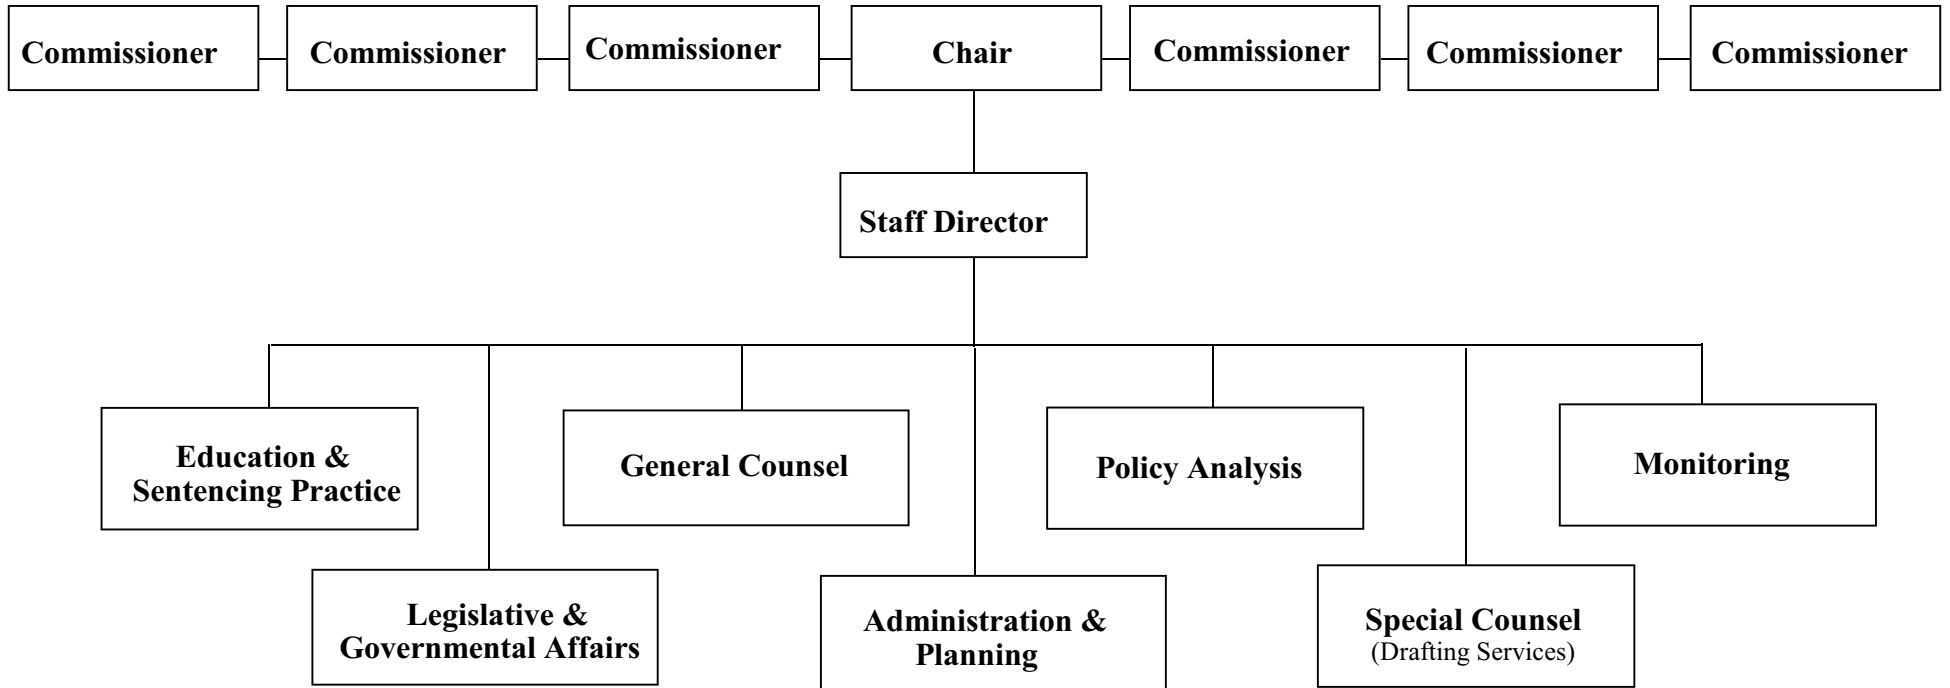 Commissioner
Commissioner
Commissioner
Chair
Commissioner
Commissioner
Commissioner
Staff Director
Education &
Sentencing Practice
General Counsel
Policy Analysis
Monitoring
Legislative &
Governmental Affairs
Administration &
Planning
Special Counsel
(Drafting Services)